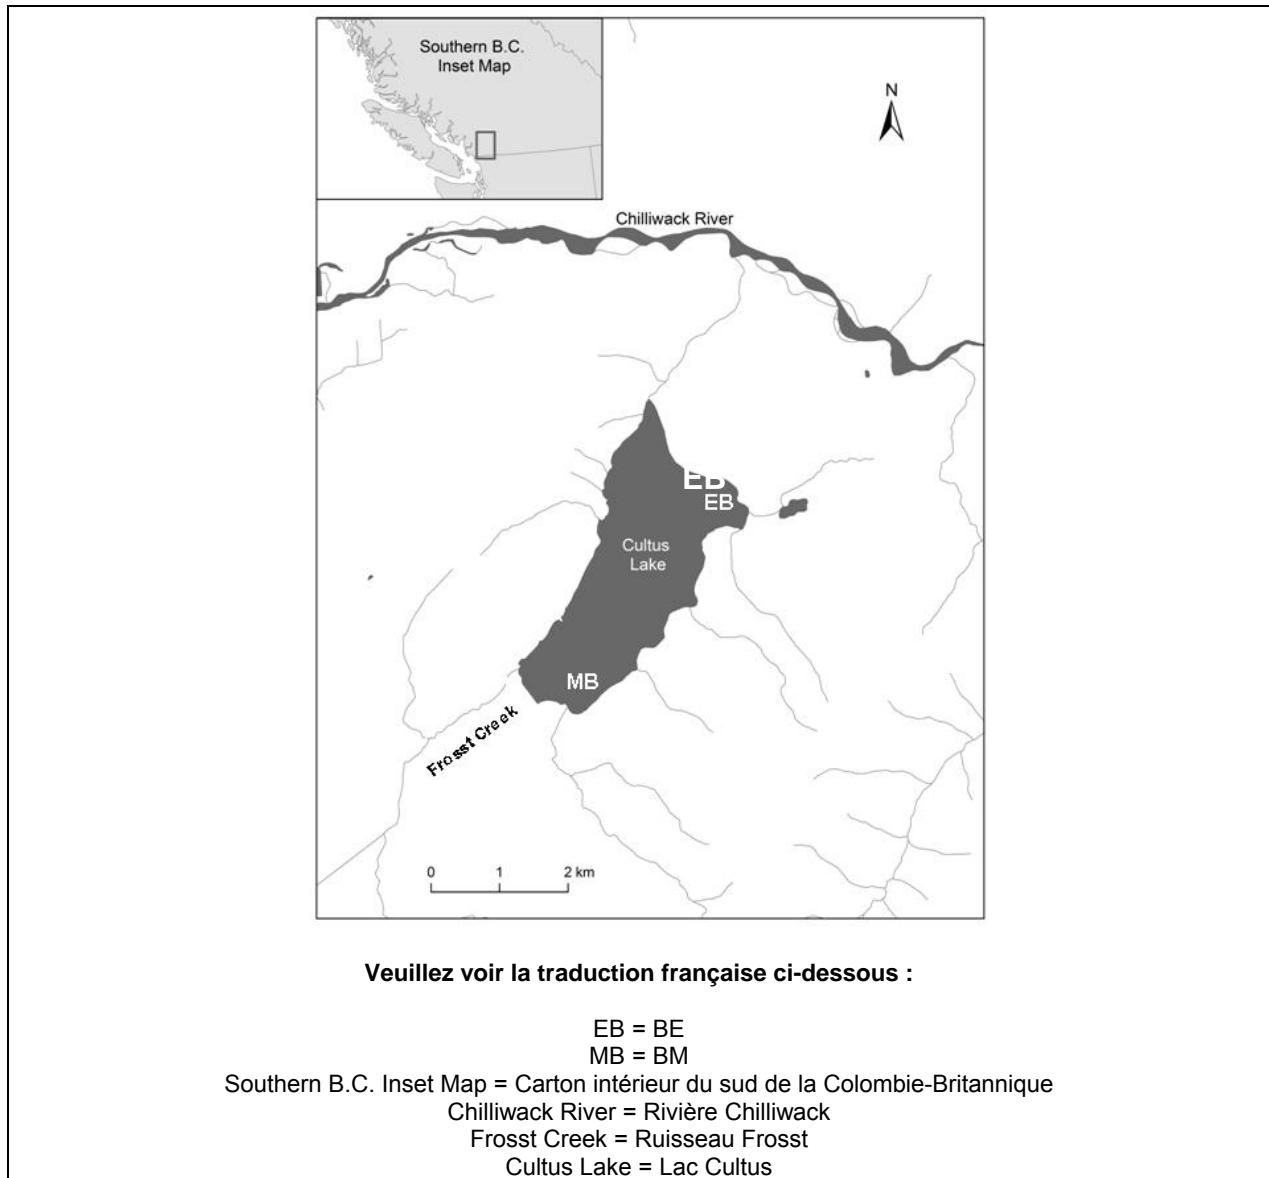 Southern B.C.
Inset Map
N
Chilliwack River
EB
EB
Cultus
Lake
MB
Frosst Creek
0 1 2 km
Veuillez voir la traduction française ci-dessous :
EB = BE
MB = BM
Southern B.C. Inset Map = Carton intérieur du sud de la Colombie-Britannique
Chilliwack River = Rivière Chilliwack
Frosst Creek = Ruisseau Frosst
Cultus Lake = Lac Cultus